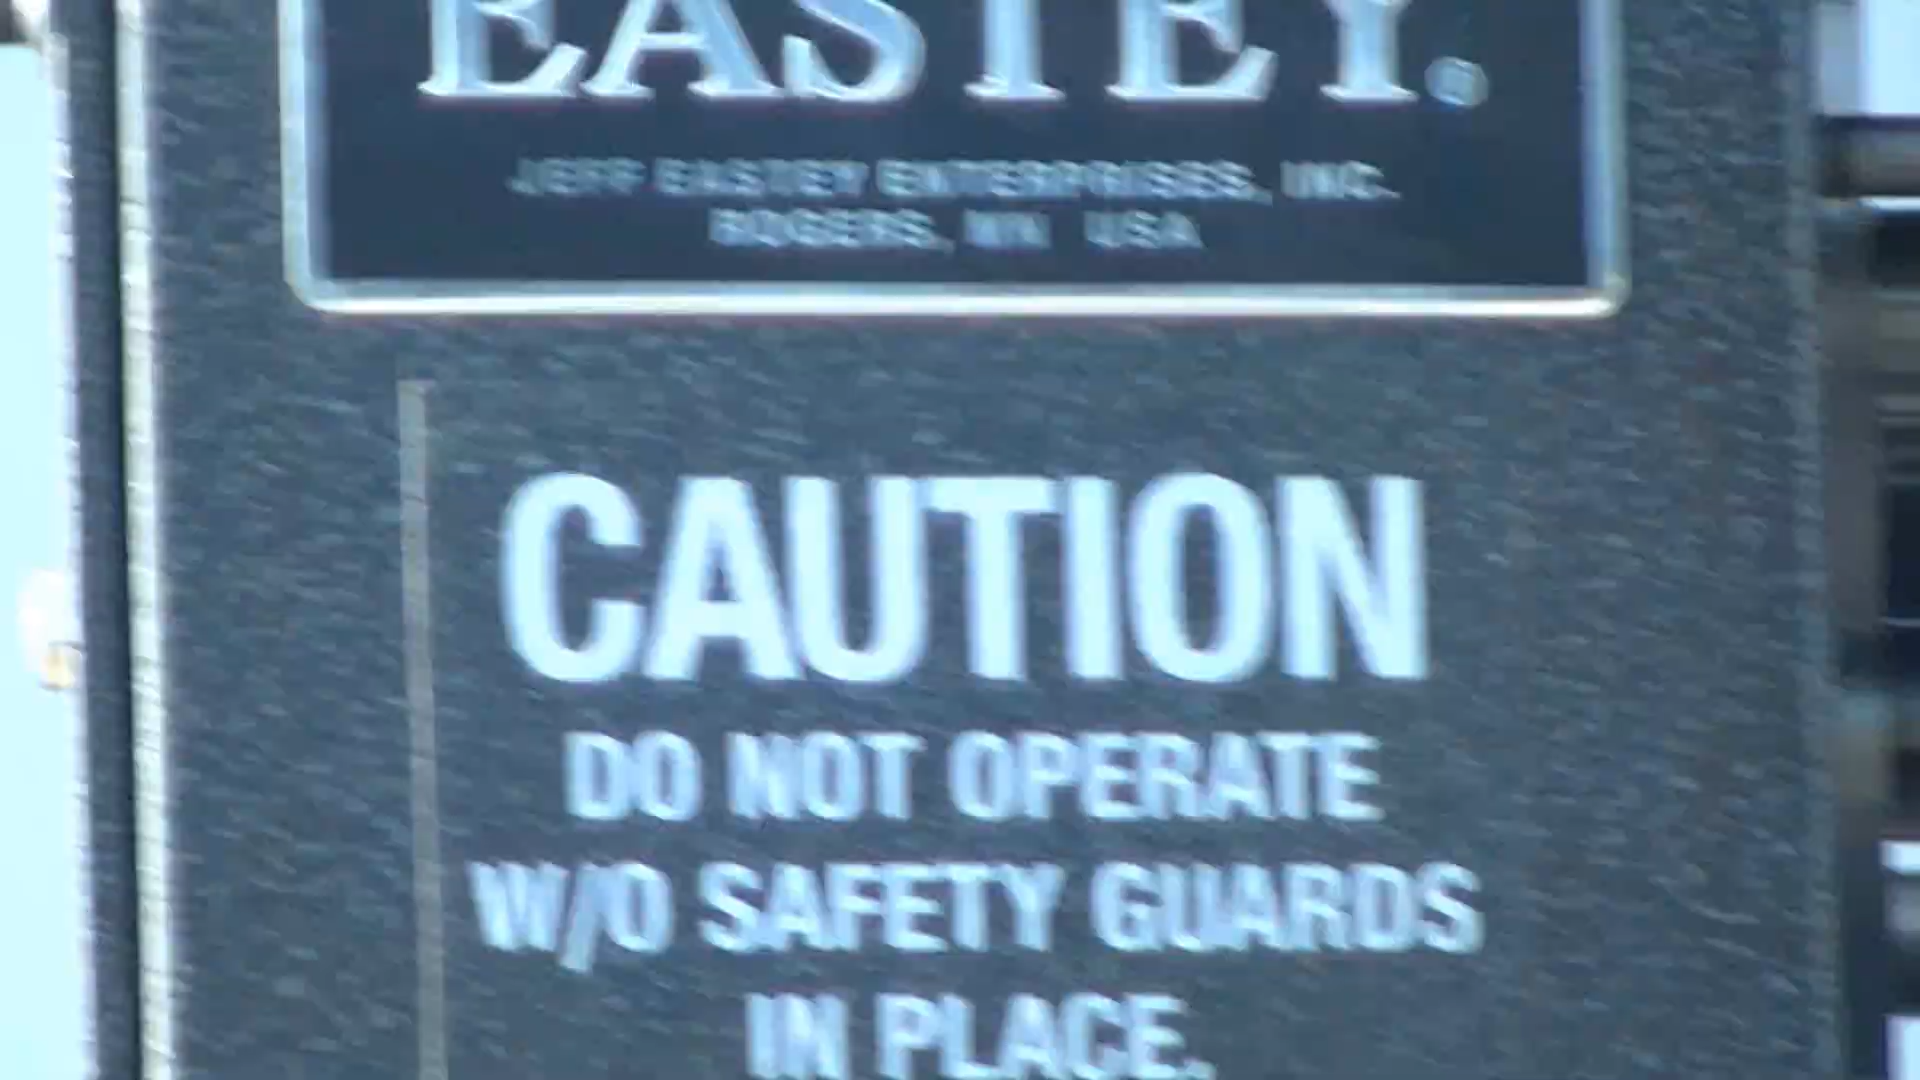 EASTEY®
JEFF EASTEY ENTERPRISES, INC.
ROGERS, MN USA
CAUTION
DO NOT OPERATE
W/O SAFETY GUARDS
IN PLACE.